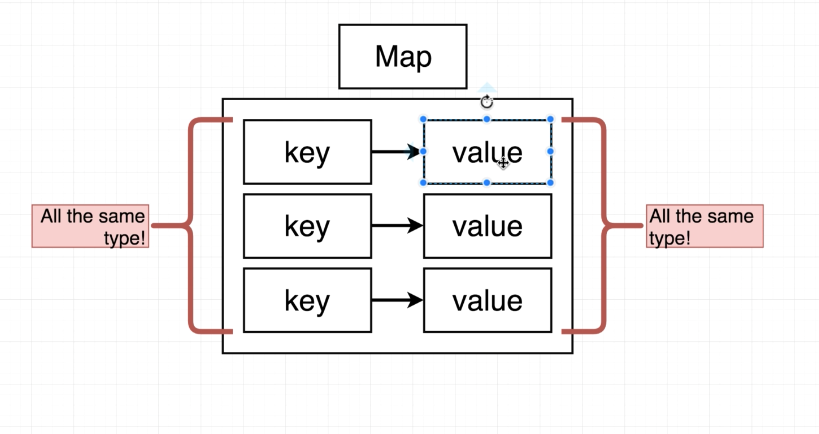 Map
key
value
key
value
key
value
All the same
type!
All the same
type!